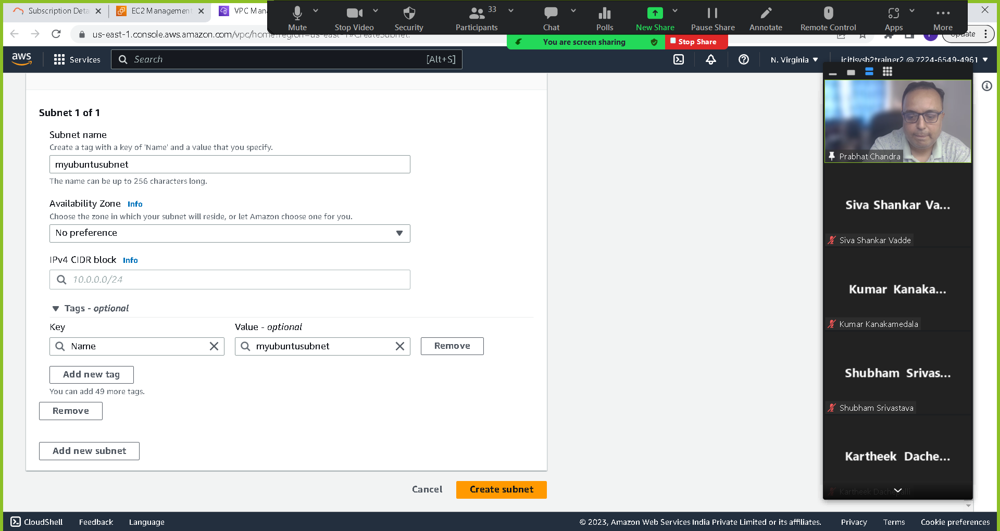 Subscription Deta
EC2 Management
VPC Man
Mute
Stop Video
Security
Participants
33
Chat
Polls
New Share
Pause Share
Annotate
Remote Control
Apps
More
us-east-1.console.aws.amazon.com/vpc/home?region=us-east-1#CreateSubnet:
You are screen sharing
Stop Share
Update
aws
Services
Search
[Alt+S]
N. Virginia
icitisvsb2trainer2 @ 7224-6549-4961
Subnet 1 of 1
Subnet name
Create a tag with a key of 'Name' and a value that you specify.
myubuntusubnet
The name can be up to 256 characters long.
Availability Zone Info
Choose the zone in which your subnet will reside, or let Amazon choose one for you.
No preference
IPv4 CIDR block Info
10.0.0.0/24
Tags - optional
Key
Value - optional
Name
myubuntusubnet
Remove
Add new tag
You can add 49 more tags.
Remove
Add new subnet
Cancel
Create subnet
Prabhat Chandra
Siva Shankar Va...
Siva Shankar Vadde
Kumar Kanaka...
Kumar Kanakamedala
Shubham Srivas...
Shubham Srivastava
Kartheek Dache...
Kartheek Dachepalli
CloudShell
Feedback
Language
© 2023, Amazon Web Services India Private Limited or its affiliates.
Privacy
Terms
Cookie preferences